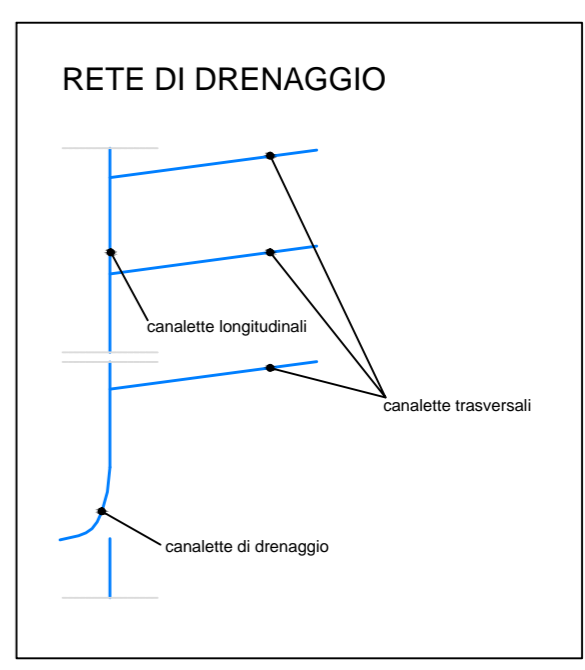 RETE DI DRENAGGIO
canalette longitudinali
canalette trasversali
canalette di drenaggio